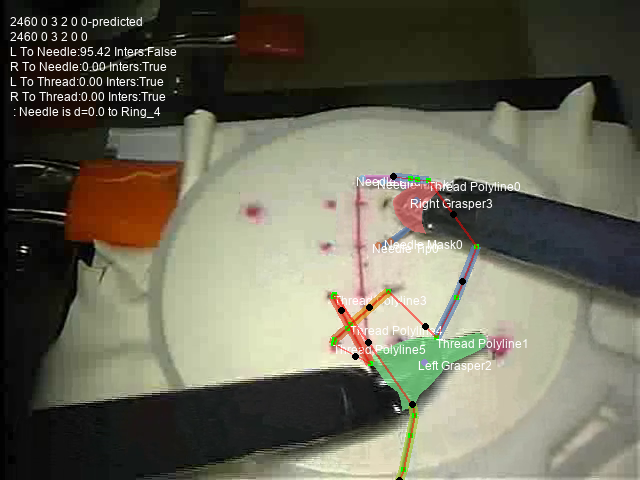 2460 0 3 2 0 0-predicted
2460 0 3 2 0 0
L To Needle:95.42 Inters:False
R To Needle:0.00 Inters:True
L To Thread:0.00 Inters:True
R To Thread:0.00 Inters:True
: Needle is d=0.0 to Ring_4
Thread Polyline0
Right Grasper3
Needle Mask0
Needle Tip0
Thread Polyline3
Thread Polyline4
Thread Polyline1
Thread Polyline5
Left Grasper2